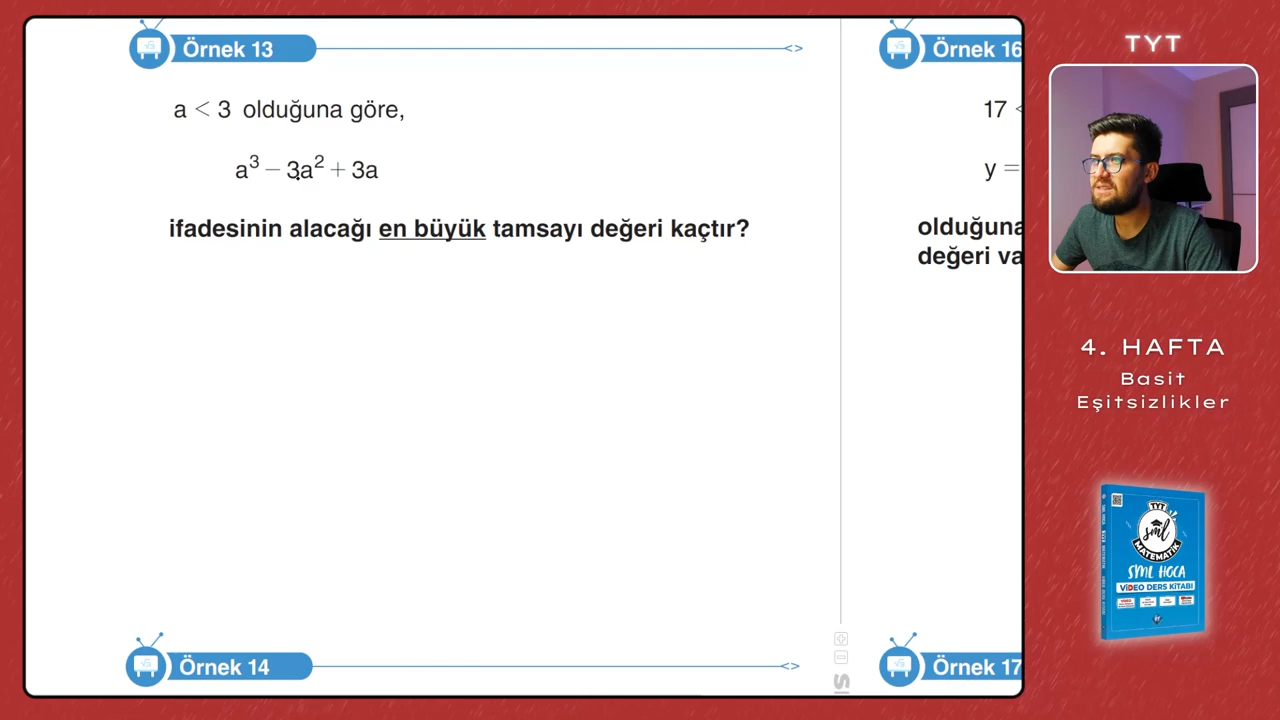 Örnek 13
a < 3 olduğuna göre,
a³ − 3a² + 3a
ifadesinin alacağı en büyük tamsayı değeri kaçtır?
Örnek 14
Örnek 16
17 <
y =
olduğuna
değeri va
Örnek 17
TYT
4. HAFTA
Basit
Eşitsizlikler
TYT
sml
MATEMATİK
SML HOCA
VİDEO DERS KİTABI